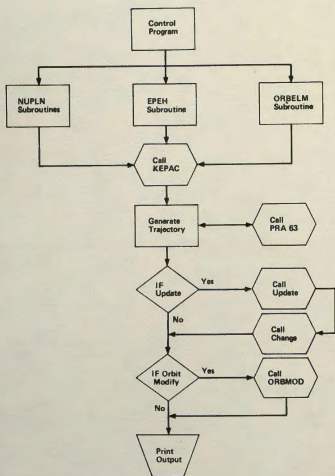 Control
Program
NUPLN
Subroutines
EPEH
Subroutine
ORBELM
Subroutine
Call
KEPAC
Generate
Trajectory
Call
PRA 63
IF
Update
Yes
Call
Update
No
Call
Change
IF Orbit
Modify
Yes
Call
ORBMOD
No
Print
Output